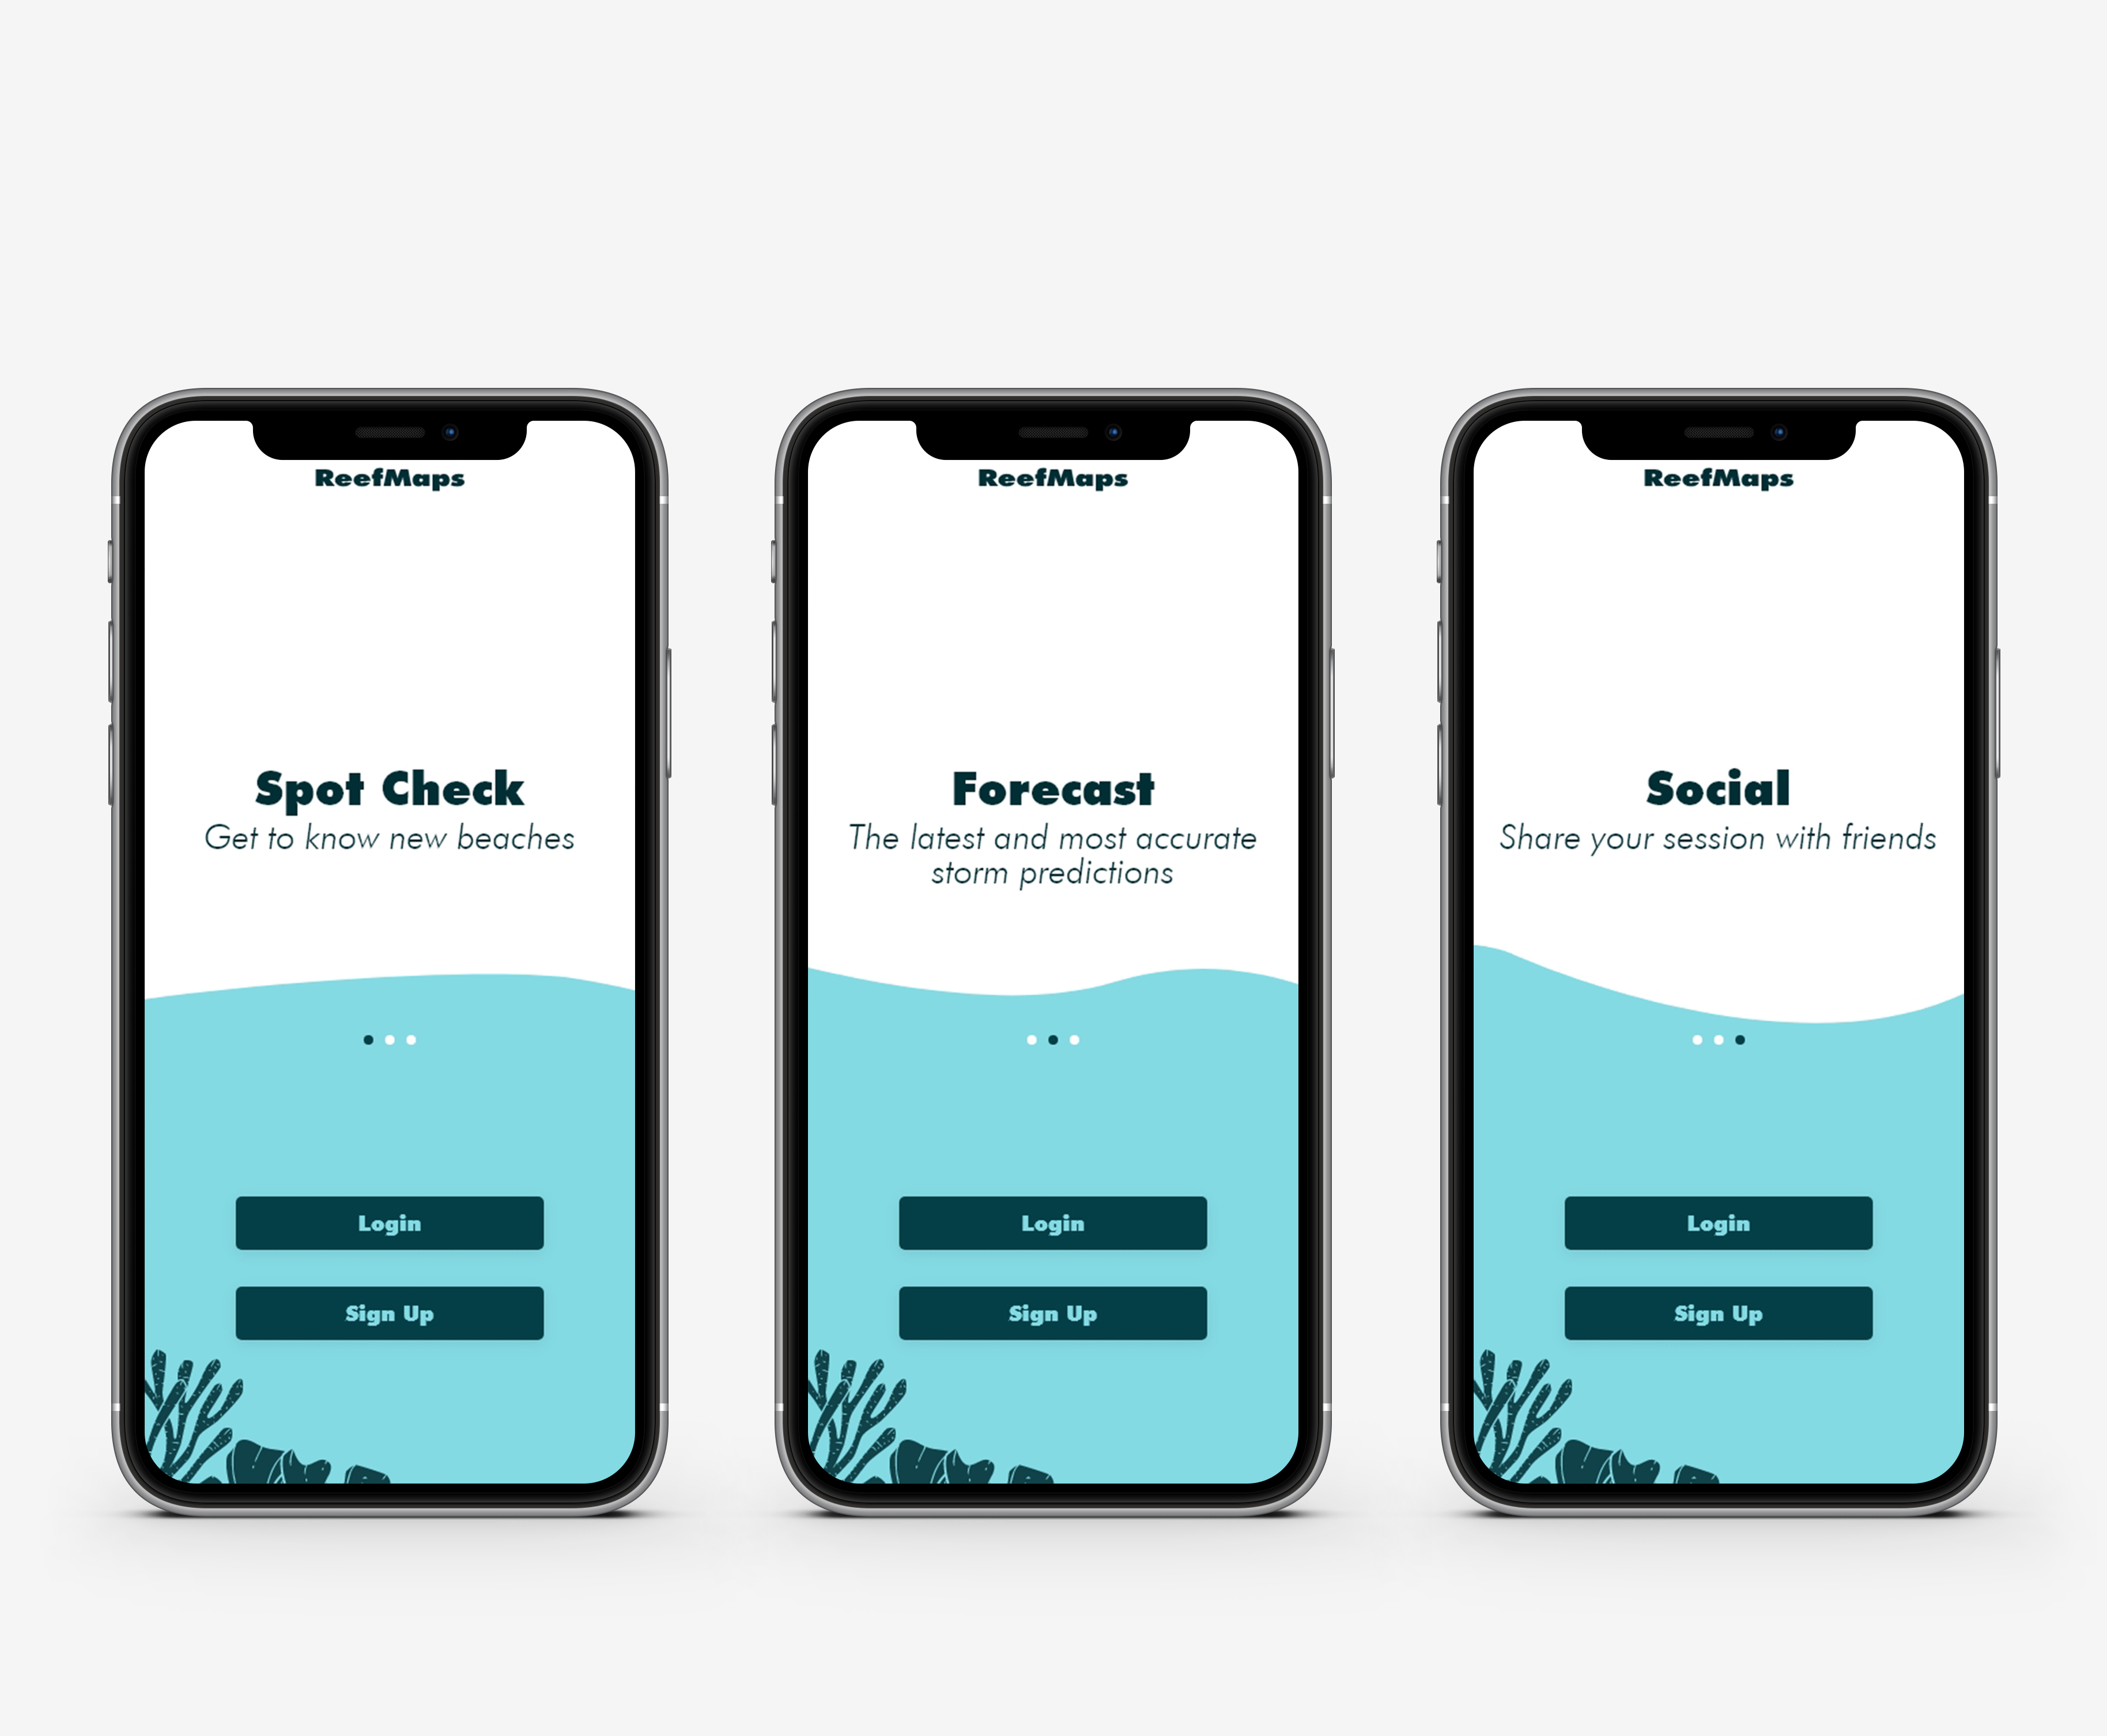 ReefMaps
Spot Check
Get to know new beaches
Login
Sign Up
ReefMaps
Forecast
The latest and most accurate
storm predictions
Login
Sign Up
ReefMaps
Social
Share your session with friends
Login
Sign Up